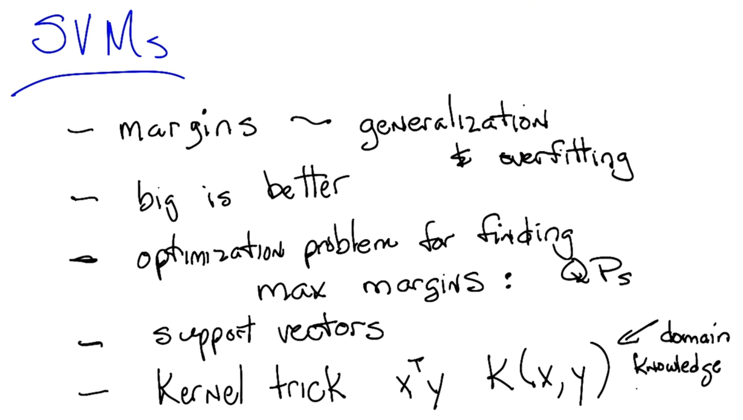 SVMs
- margins ~ generalization
& overfitting
- big is better
- optimization problem for finding
max margins: QPs
- support vectors
- kernel trick xᵀy K(x,y) ↙ domain
knowledge